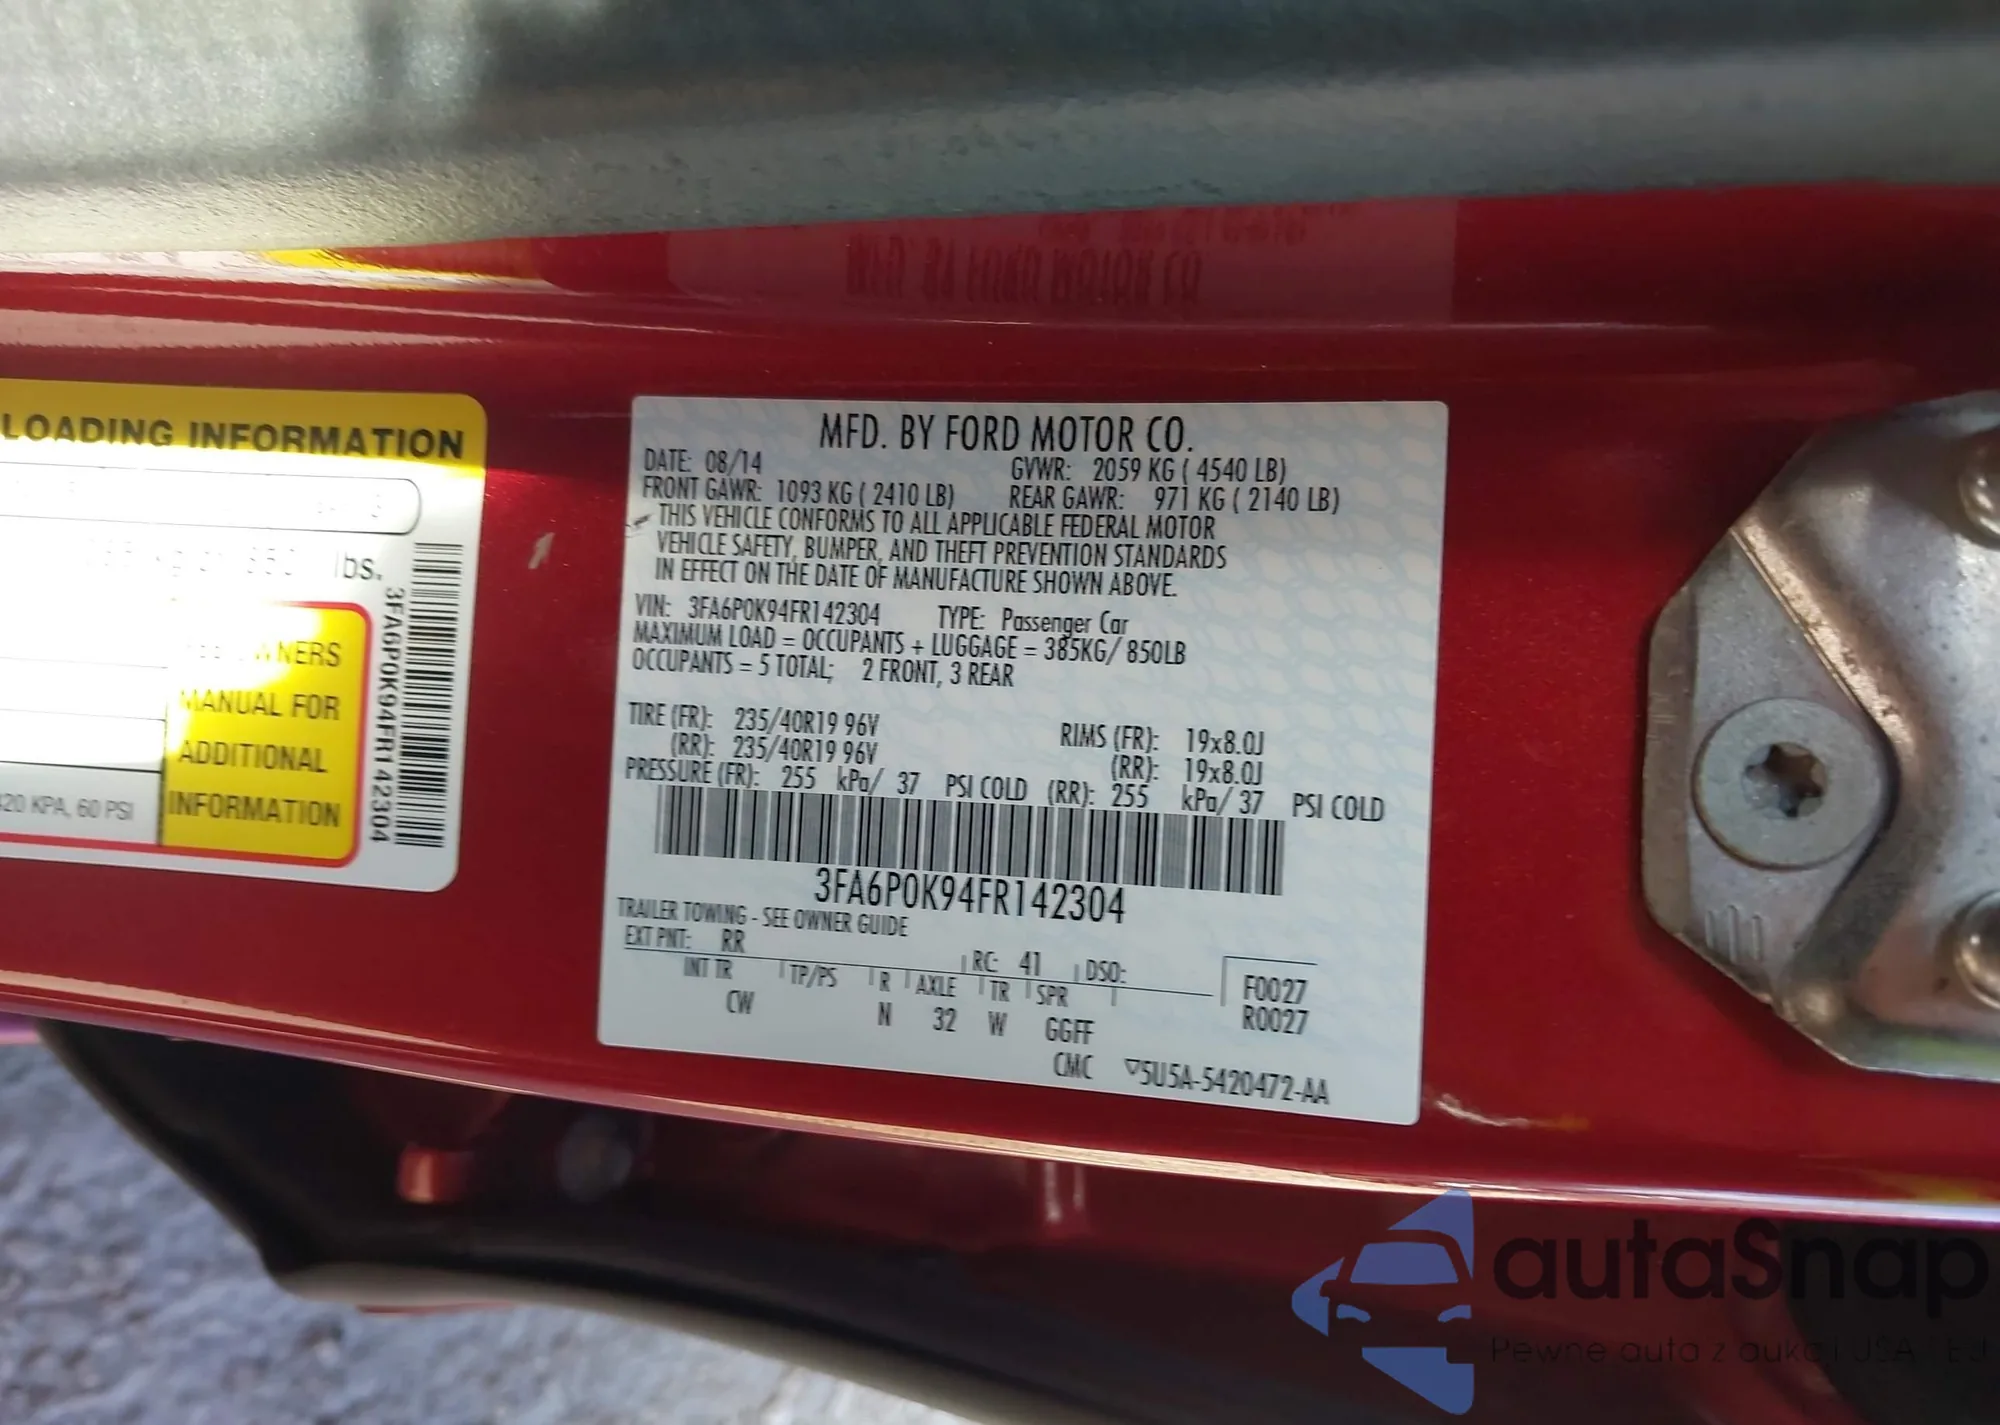 LOADING INFORMATION
lbs.
OWNERS
MANUAL FOR
ADDITIONAL
INFORMATION
420 KPA, 60 PSI
3FA6P0K94FR142304
MFD. BY FORD MOTOR CO.
DATE: 08/14 GVWR: 2059 KG ( 4540 LB)
FRONT GAWR: 1093 KG ( 2410 LB) REAR GAWR: 971 KG ( 2140 LB)
THIS VEHICLE CONFORMS TO ALL APPLICABLE FEDERAL MOTOR
VEHICLE SAFETY, BUMPER, AND THEFT PREVENTION STANDARDS
IN EFFECT ON THE DATE OF MANUFACTURE SHOWN ABOVE.
VIN: 3FA6P0K94FR142304 TYPE: Passenger Car
MAXIMUM LOAD = OCCUPANTS + LUGGAGE = 385KG/ 850LB
OCCUPANTS = 5 TOTAL; 2 FRONT, 3 REAR
TIRE (FR): 235/40R19 96V RIMS (FR): 19x8.0J
(RR): 235/40R19 96V (RR): 19x8.0J
PRESSURE (FR): 255 kPa/ 37 PSI COLD (RR): 255 kPa/ 37 PSI COLD
3FA6P0K94FR142304
TRAILER TOWING - SEE OWNER GUIDE
EXT PNT: RR RC: 41 DSO:
INT TR TP/PS R AXLE TR SPR F0027
CW N 32 W GGFF R0027
CMC ▽5U5A-5420472-AA
autaSnap
Pewne auta z aukcji USA i EU